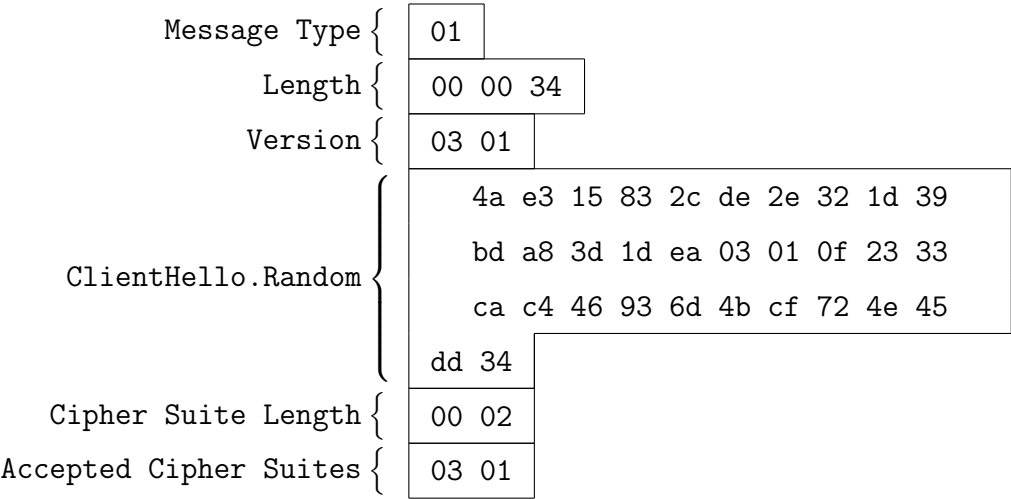 Message Type { 01
Length { 00 00 34
Version { 03 01
4a e3 15 83 2c de 2e 32 1d 39
bd a8 3d 1d ea 03 01 0f 23 33
ClientHello.Random {
ca c4 46 93 6d 4b cf 72 4e 45
dd 34
Cipher Suite Length { 00 02
Accepted Cipher Suites { 03 01